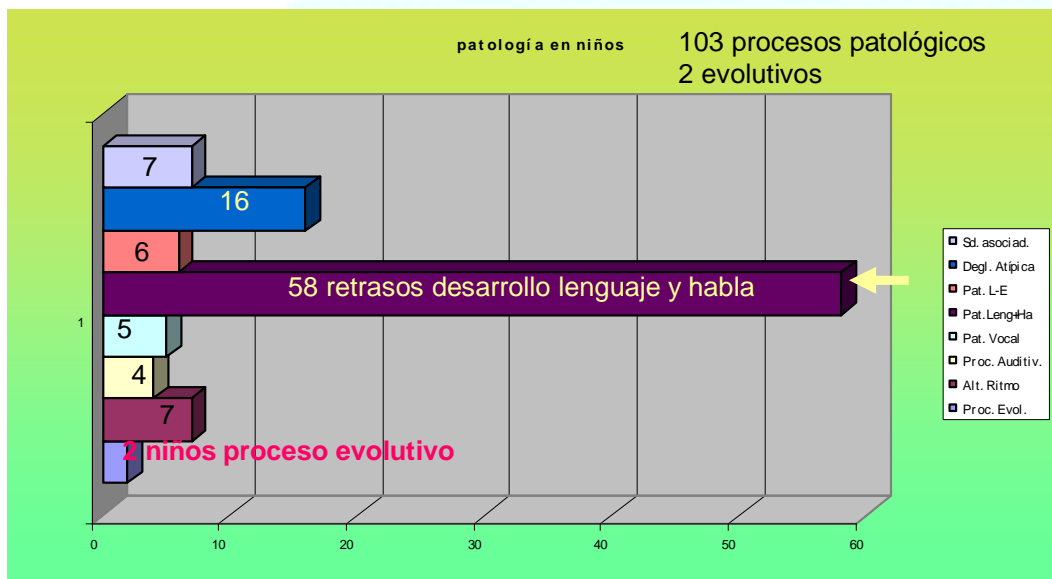 patología en niños
103 procesos patológicos
2 evolutivos
7
16
6
58 retrasos desarrollo lenguaje y habla
1
5
4
7
2 niños proceso evolutivo
0 10 20 30 40 50 60
Sd. asociad.
Degl. Atípica
Pat. L-E
Pat.Leng+Ha
Pat. Vocal
Proc. Auditiv.
Alt. Ritmo
Proc. Evol.